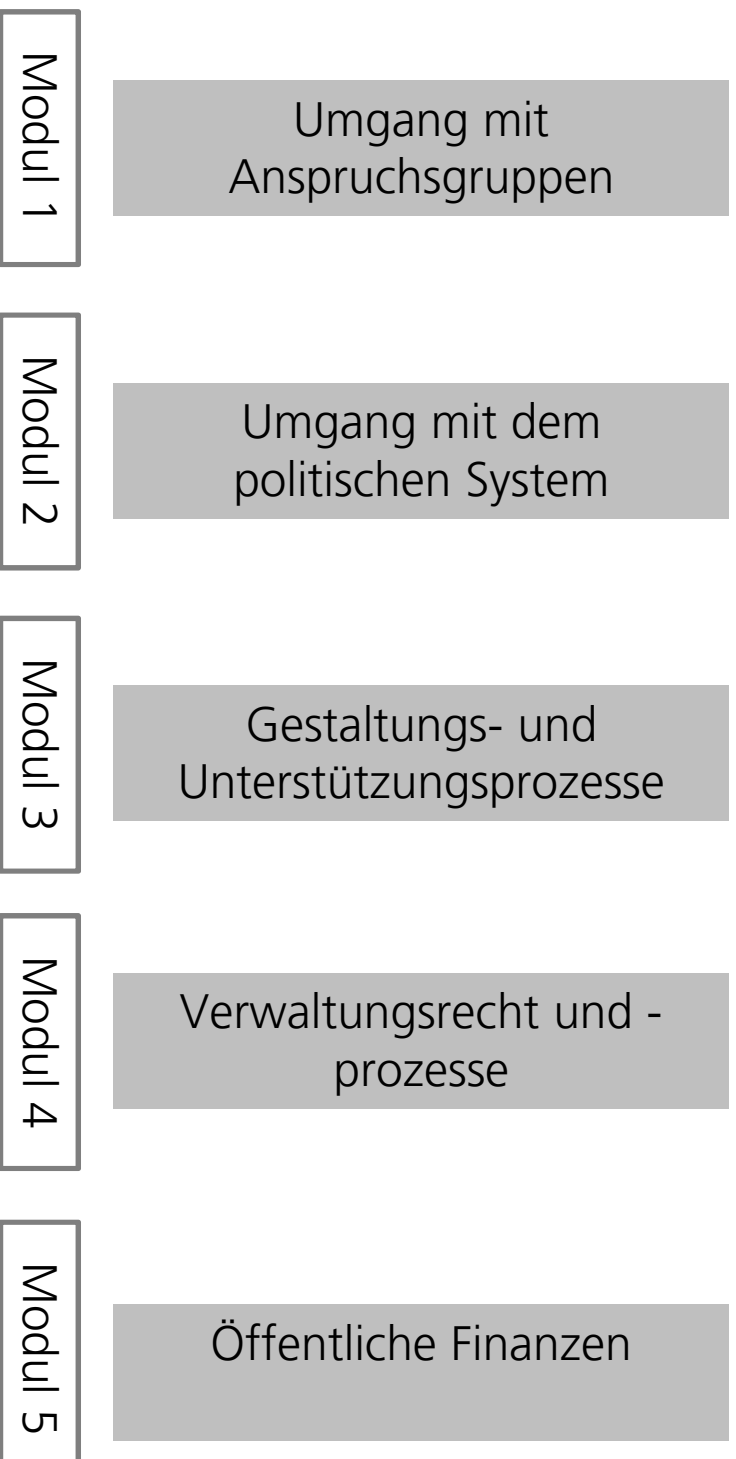 Modul 1
Umgang mit
Anspruchsgruppen
Modul 2
Umgang mit dem
politischen System
Modul 3
Gestaltungs- und
Unterstützungsprozesse
Modul 4
Verwaltungsrecht und -
prozesse
Modul 5
Öffentliche Finanzen